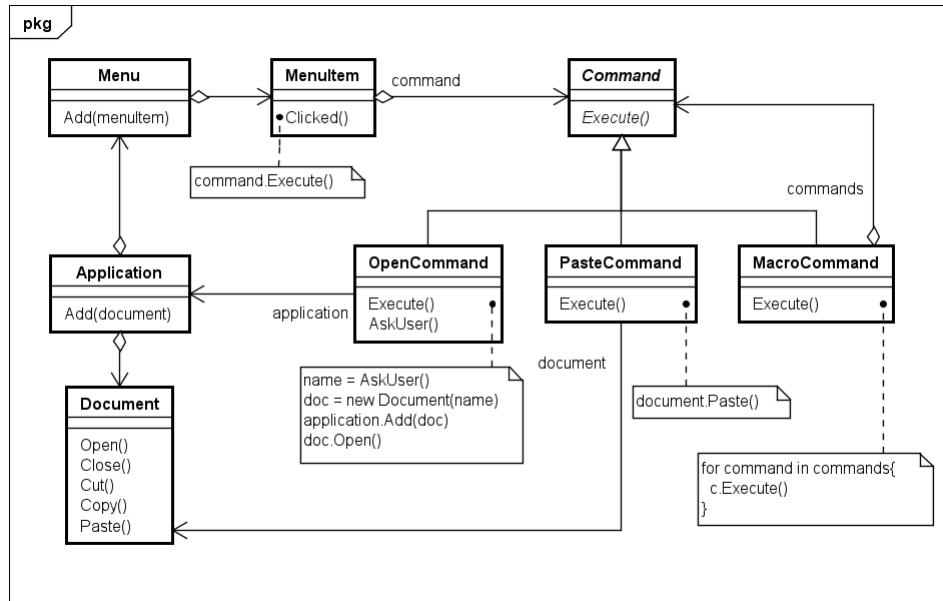 pkg
Menu
Add(menuItem)
MenuItem
Clicked()
command
Command
Execute()
command.Execute()
commands
Application
Add(document)
application
OpenCommand
Execute()
AskUser()
PasteCommand
Execute()
MacroCommand
Execute()
document
name = AskUser()
doc = new Document(name)
application.Add(doc)
doc.Open()
document.Paste()
Document
Open()
Close()
Cut()
Copy()
Paste()
for command in commands{
c.Execute()
}